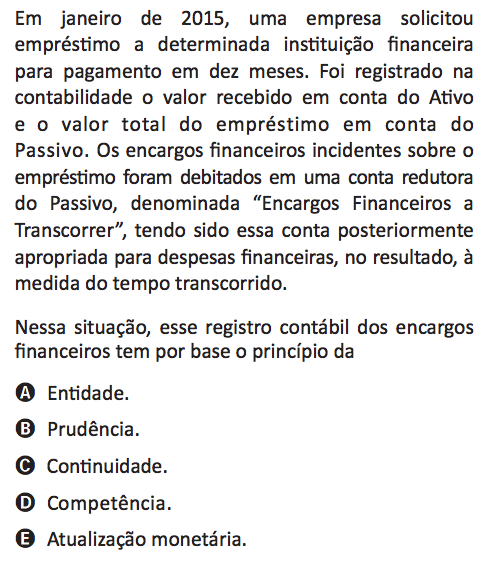 Em janeiro de 2015, uma empresa solicitou
empréstimo a determinada instituição financeira
para pagamento em dez meses. Foi registrado na
contabilidade o valor recebido em conta do Ativo
e o valor total do empréstimo em conta do
Passivo. Os encargos financeiros incidentes sobre o
empréstimo foram debitados em uma conta redutora
do Passivo, denominada “Encargos Financeiros a
Transcorrer”, tendo sido essa conta posteriormente
apropriada para despesas financeiras, no resultado, à
medida do tempo transcorrido.
Nessa situação, esse registro contábil dos encargos
financeiros tem por base o princípio da
A Entidade.
B Prudência.
C Continuidade.
D Competência.
E Atualização monetária.